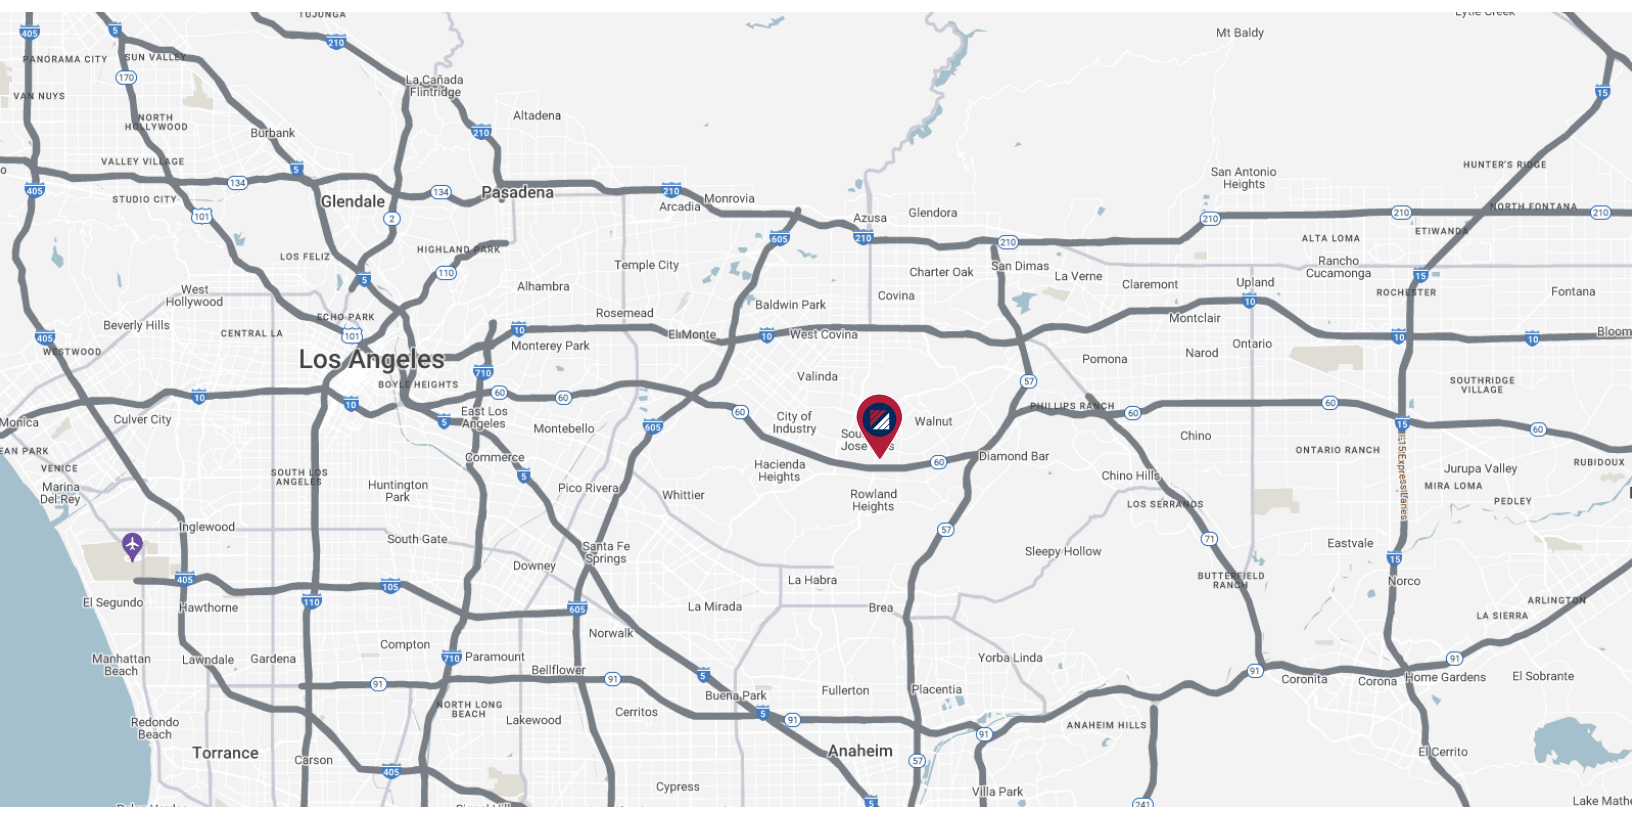 TUJUNGA
Lytle Creek
405
5
210
Mt Baldy
PANORAMA CITY
SUN VALLEY
170
La Cañada
Flintridge
15
VAN NUYS
NORTH
HOLLYWOOD
Burbank
210
Altadena
VALLEY VILLAGE
5
HUNTER'S RIDGE
405
134
134
Pasadena
210
Monrovia
San Antonio
Heights
STUDIO CITY
Glendale
Arcadia
101
2
Azusa
Glendora
210
210
NORTH FONTANA
210
HIGHLAND PARK
605
210
210
ALTA LOMA
ETIWANDA
LOS FELIZ
110
5
Temple City
Charter Oak
San Dimas
La Verne
Rancho
Cucamonga
15
West
Hollywood
Alhambra
Covina
Claremont
Upland
ROCHESTER
Fontana
Baldwin Park
10
Beverly Hills
ECHO PARK
Rosemead
Montclair
CENTRAL LA
101
10
El Monte
10
West Covina
10
10
Bloom
405
WESTWOOD
Los Angeles
Monterey Park
Pomona
Narod
Ontario
710
Valinda
57
BOYLE HEIGHTS
60
60
SOUTHRIDGE
VILLAGE
10
10
60
PHILLIPS RANCH
60
60
Monica
Culver City
5
East Los
Angeles
Montebello
605
City of
Industry
Walnut
15
60
Chino
EAN PARK
Commerce
Hacienda
Heights
60
Diamond Bar
ONTARIO RANCH
RUBIDOUX
VENICE
SOUTH LOS
ANGELES
5
Chino Hills
I-15 Express Lanes
Jurupa Valley
Marina
Del Rey
Huntington
Park
Pico Rivera
Whittier
Rowland
Heights
LOS SERRANOS
MIRA LOMA
PEDLEY
Inglewood
57
South Gate
71
Eastvale
Santa Fe
Springs
Sleepy Hollow
15
Downey
405
105
La Habra
BUTTERFIELD
RANCH
Norco
El Segundo
Hawthorne
110
605
La Mirada
Brea
ARLINGTON
LA SIERRA
Norwalk
Compton
Manhattan
Beach
Lawndale
Gardena
710
Paramount
Yorba Linda
91
91
Bellflower
91
5
Coronita
Corona
Home Gardens
El Sobrante
91
Buena Park
Fullerton
Placentia
NORTH LONG
BEACH
Lakewood
Cerritos
5
91
ANAHEIM HILLS
Redondo
Beach
91
Torrance
Carson
Anaheim
57
El Cerrito
405
Cypress
Villa Park
5
241
Lake Mathe